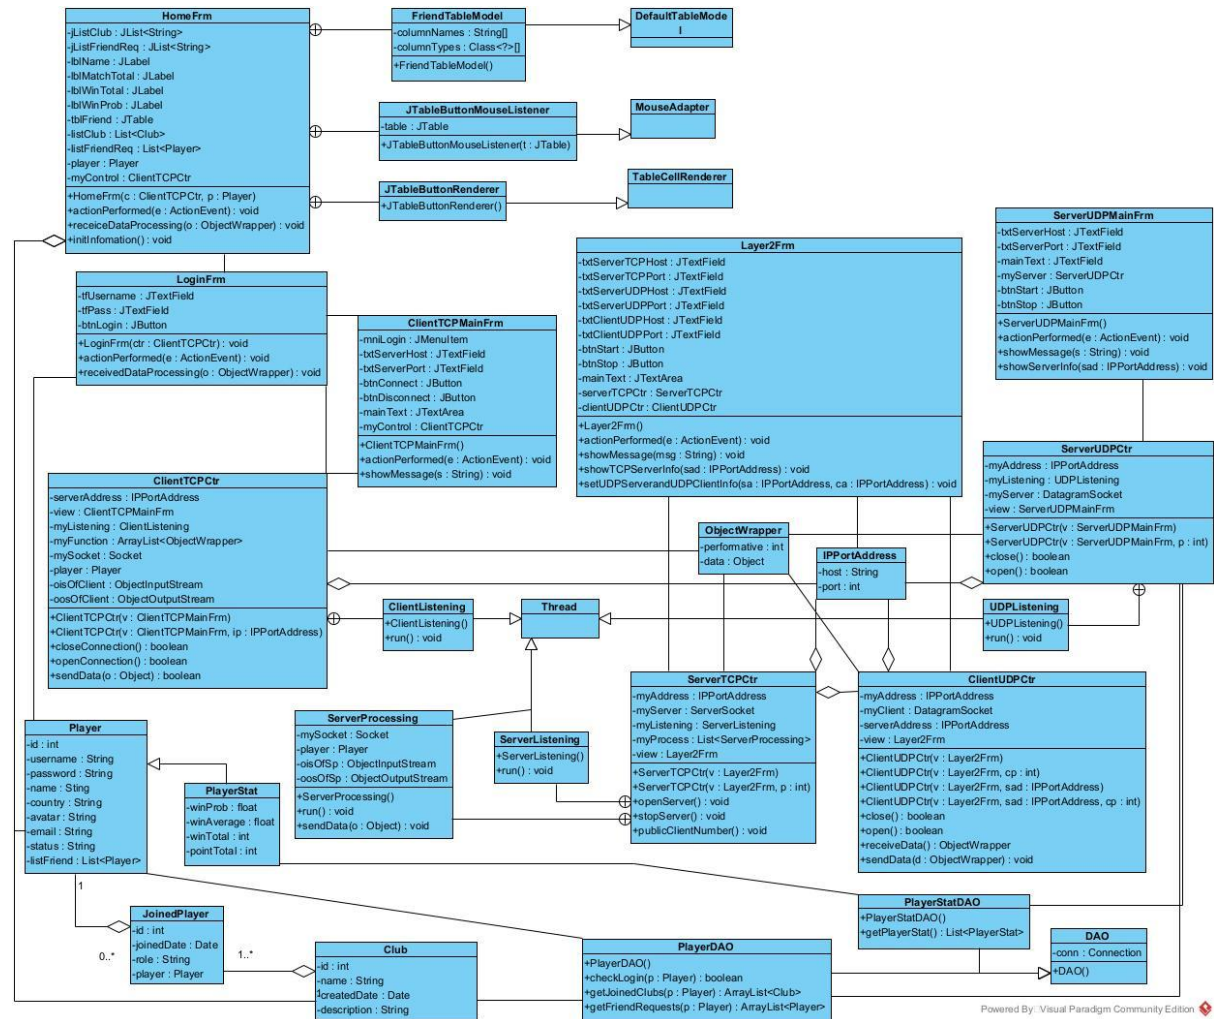 HomeFrm
-jListClub : JList<String>
-jListFriendReq : JList<String>
-lblName : JLabel
-lblMatchTotal : JLabel
-lblWinTotal : JLabel
-lblWinProb : JLabel
-tblFriend : JTable
-listClub : List<Club>
-listFriendReq : List<Player>
-player : Player
-myControl : ClientTCPCtr
+HomeFrm(c : ClientTCPCtr, p : Player)
+actionPerformed(e : ActionEvent) : void
+receiceDataProcessing(o : ObjectWrapper) : void
+initInfomation() : void
FriendTableModel
-columnNames : String[]
-columnTypes : Class<?>[]
+FriendTableModel()
DefaultTableMode
l
JTableButtonMouseListener
-table : JTable
+JTableButtonMouseListener(t : JTable)
MouseAdapter
JTableButtonRenderer
+JTableButtonRenderer()
TableCellRenderer
LoginFrm
-tfUsername : JTextField
-tfPass : JTextField
-btnLogin : JButton
+LoginFrm(ctr : ClientTCPCtr) : void
+actionPerformed(e : ActionEvent) : void
+receivedDataProcessing(o : ObjectWrapper) : void
ClientTCPMainFrm
-mniLogin : JMenuItem
-txtServerHost : JTextField
-txtServerPort : JTextField
-btnConnect : JButton
-btnDisconnect : JButton
-mainText : JTextArea
-myControl : ClientTCPCtr
+ClientTCPMainFrm()
+actionPerformed(e : ActionEvent) : void
+showMessage(s : String) : void
Layer2Frm
-txtServerTCPHost : JTextField
-txtServerTCPPort : JTextField
-txtServerUDPHost : JTextField
-txtServerUDPPort : JTextField
-txtClientUDPHost : JTextField
-txtClientUDPPort : JTextField
-btnStart : JButton
-btnStop : JButton
-mainText : JTextArea
-serverTCPCtr : ServerTCPCtr
-clientUDPCtr : ClientUDPCtr
+Layer2Frm()
+actionPerformed(e : ActionEvent) : void
+showMessage(msg : String) : void
+showTCPServerInfo(sad : IPPortAddress) : void
+setUDPServerandUDPClientInfo(sa : IPPortAddress, ca : IPPortAddress) : void
ServerUDPMainFrm
-txtServerHost : JTextField
-txtServerPort : JTextField
-mainText : JTextField
-myServer : ServerUDPCtr
-btnStart : JButton
-btnStop : JButton
+ServerUDPMainFrm()
+actionPerformed(e : ActionEvent) : void
+showMessage(s : String) : void
+showServerInfo(sad : IPPortAddress) : void
ClientTCPCtr
-serverAddress : IPPortAddress
-view : ClientTCPMainFrm
-myListening : ClientListening
-myFunction : ArrayList<ObjectWrapper>
-mySocket : Socket
-player : Player
-oisOfClient : ObjectInputStream
-oosOfClient : ObjectOutputStream
+ClientTCPCtr(v : ClientTCPMainFrm)
+ClientTCPCtr(v : ClientTCPMainFrm, ip : IPPortAddress)
+closeConnection() : boolean
+openConnection() : boolean
+sendData(o : Object) : boolean
ServerUDPCtr
-myAddress : IPPortAddress
-myListening : UDPListening
-myServer : DatagramSocket
-view : ServerUDPMainFrm
+ServerUDPCtr(v : ServerUDPMainFrm)
+ServerUDPCtr(v : ServerUDPMainFrm, p : int)
+close() : boolean
+open() : boolean
ObjectWrapper
-performative : int
-data : Object
IPPortAddress
-host : String
-port : int
ClientListening
+ClientListening()
+run() : void
Thread
UDPListening
+UDPListening()
+run() : void
ServerTCPCtr
-myAddress : IPPortAddress
-myServer : ServerSocket
-myListening : ServerListening
-myProcess : List<ServerProcessing>
-view : Layer2Frm
+ServerTCPCtr(v : Layer2Frm)
+ServerTCPCtr(v : Layer2Frm, p : int)
+openServer() : void
+stopServer() : void
+publicClientNumber() : void
ClientUDPCtr
-myAddress : IPPortAddress
-myClient : DatagramSocket
-serverAddress : IPPortAddress
-view : Layer2Frm
+ClientUDPCtr(v : Layer2Frm)
+ClientUDPCtr(v : Layer2Frm, cp : int)
+ClientUDPCtr(v : Layer2Frm, sad : IPPortAddress)
+ClientUDPCtr(v : Layer2Frm, sad : IPPortAddress, cp : int)
+close() : boolean
+open() : boolean
+receiveData() : ObjectWrapper
+sendData(d : ObjectWrapper) : void
ServerProcessing
-mySocket : Socket
-player : Player
-oisOfSp : ObjectInputStream
-oosOfSp : ObjectOutputStream
+ServerProcessing()
+run() : void
+sendData(o : Object) : void
ServerListening
+ServerListening()
+run() : void
Player
-id : int
-username : String
-password : String
-name : Sting
-country : String
-avatar : String
-email : String
-status : String
-listFriend : List<Player>
PlayerStat
-winProb : float
-winAverage : float
-winTotal : int
-pointTotal : int
1
JoinedPlayer
-id : int
-joinedDate : Date
-role : String
-player : Player
0..*
1..*
Club
-id : int
-name : String
1
-createdDate : Date
-description : String
PlayerDAO
+PlayerDAO()
+checkLogin(p : Player) : boolean
+getJoinedClubs(p : Player) : ArrayList<Club>
+getFriendRequests(p : Player) : ArrayList<Player>
PlayerStatDAO
+PlayerStatDAO()
+getPlayerStat() : List<PlayerStat>
DAO
-conn : Connection
+DAO()
Powered By Visual Paradigm Community Edition